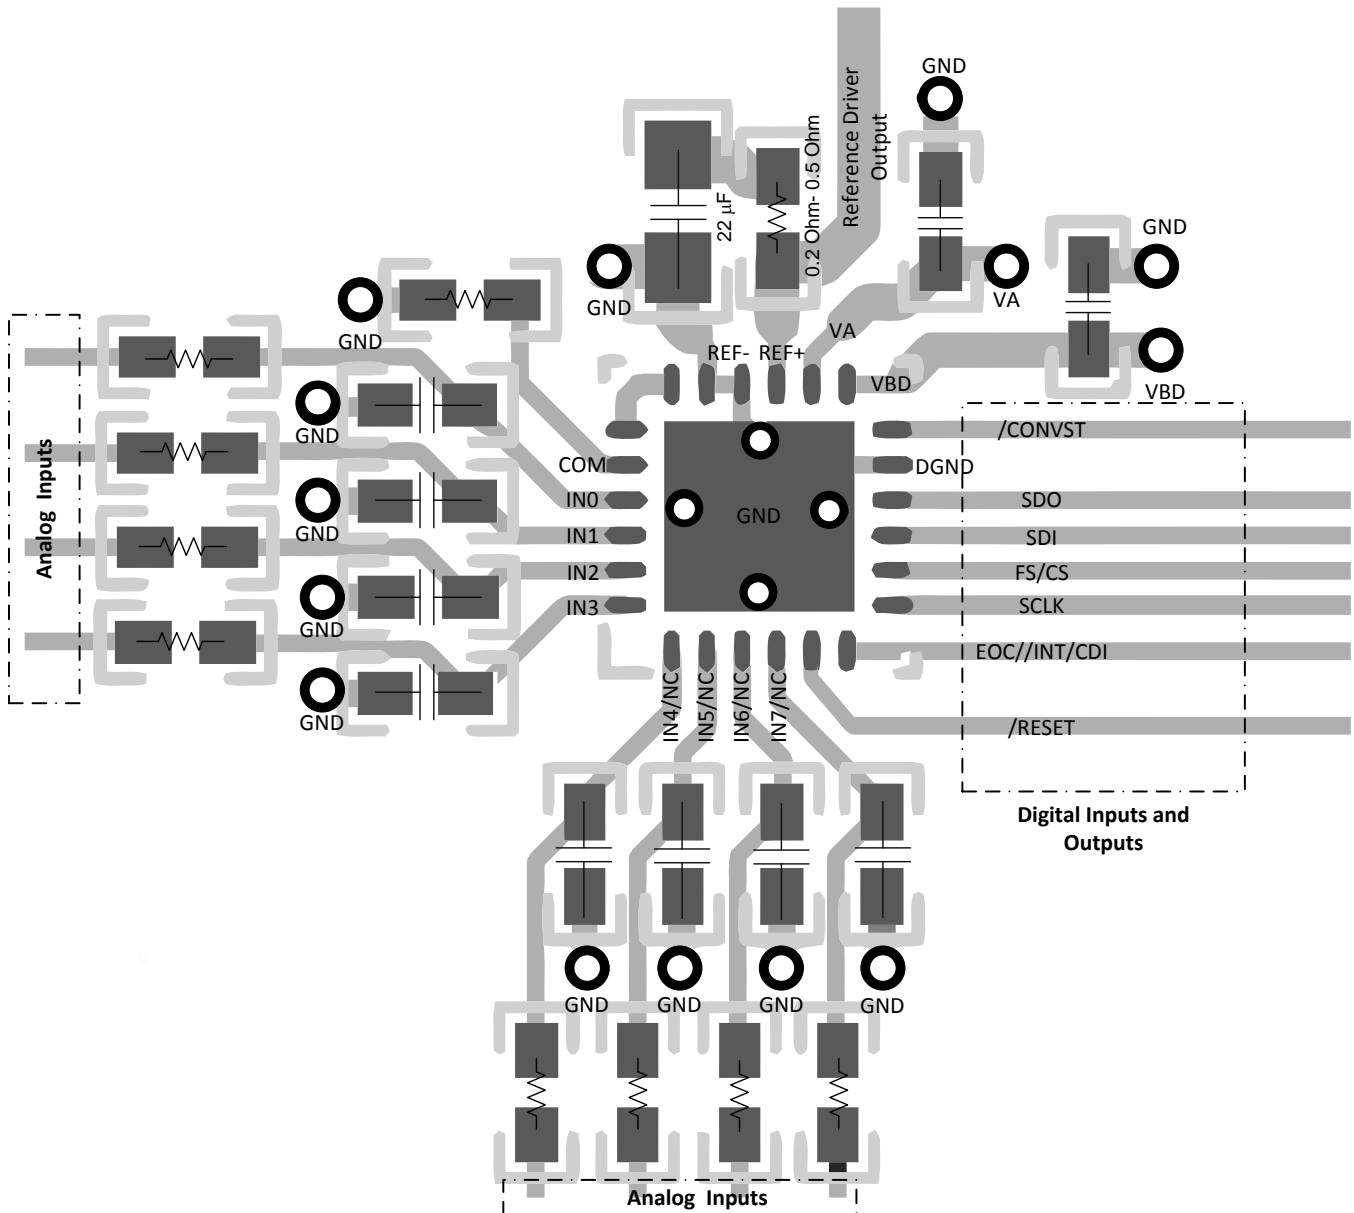 GND
Reference Driver
Output
0.2 Ohm- 0.5 Ohm
22 µF
GND
GND
VA
GND
GND
VA
VBD
REF-
REF+
VBD
GND
GND
GND
GND
Analog Inputs
COM
IN0
IN1
IN2
IN3
GND
/CONVST
DGND
SDO
SDI
FS/CS
SCLK
EOC//INT/CDI
/RESET
IN4/NC
IN5/NC
IN6/NC
IN7/NC
Digital Inputs and
Outputs
GND
GND
GND
GND
Analog Inputs